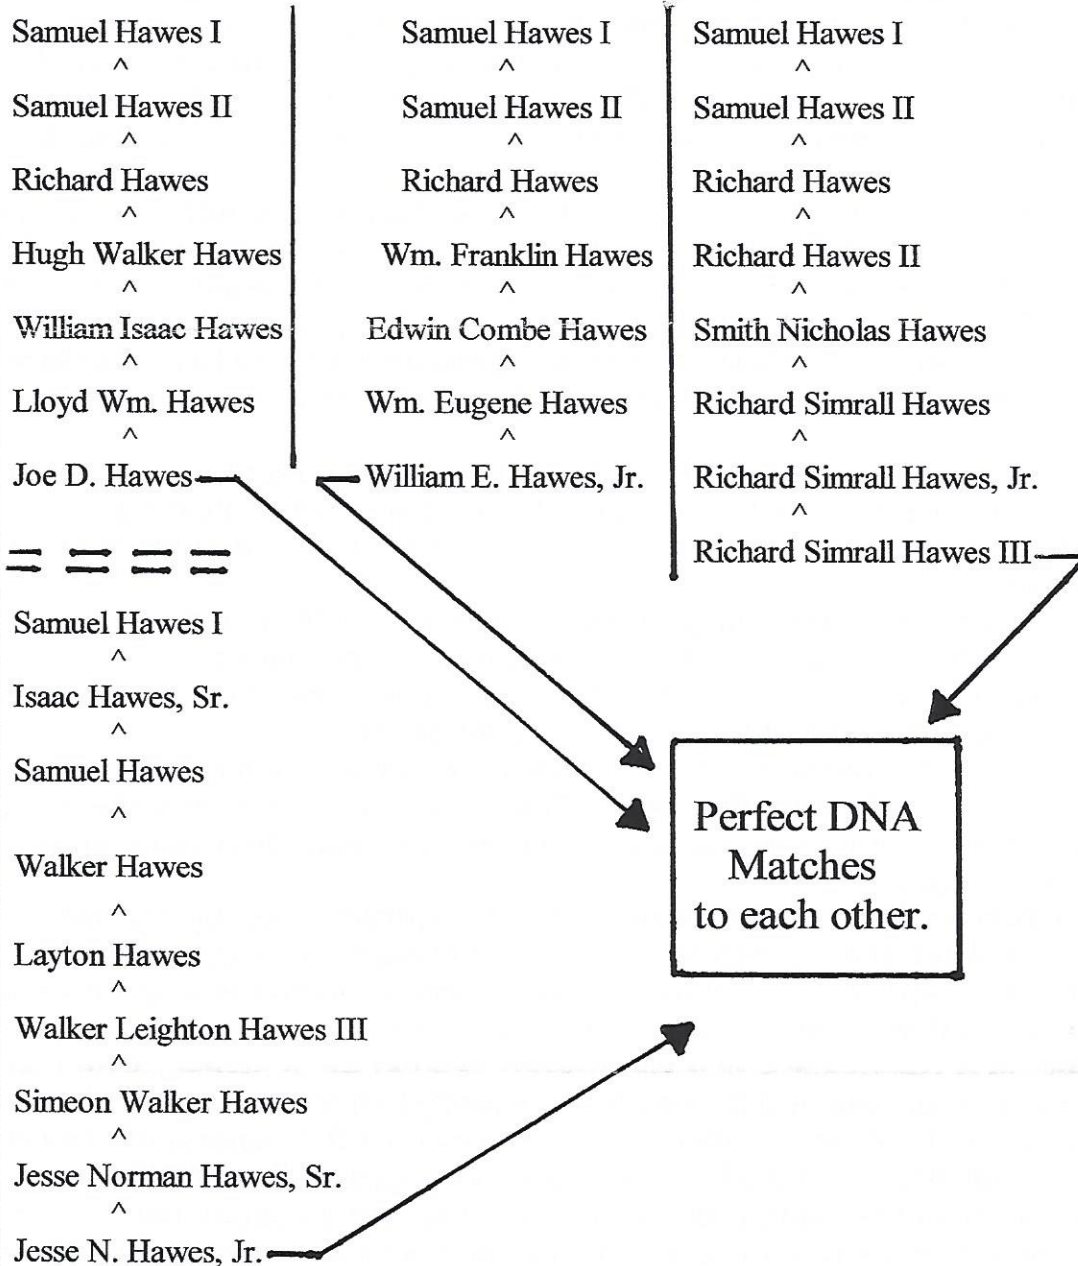 Samuel Hawes I
^
Samuel Hawes II
^
Richard Hawes
^
Hugh Walker Hawes
^
William Isaac Hawes
^
Lloyd Wm. Hawes
^
Joe D. Hawes
Samuel Hawes I
^
Samuel Hawes II
^
Richard Hawes
^
Wm. Franklin Hawes
^
Edwin Combe Hawes
^
Wm. Eugene Hawes
^
William E. Hawes, Jr.
Samuel Hawes I
^
Samuel Hawes II
^
Richard Hawes
^
Richard Hawes II
^
Smith Nicholas Hawes
^
Richard Simrall Hawes
^
Richard Simrall Hawes, Jr.
^
Richard Simrall Hawes III
Samuel Hawes I
^
Isaac Hawes, Sr.
^
Samuel Hawes
^
Walker Hawes
^
Layton Hawes
^
Walker Leighton Hawes III
^
Simeon Walker Hawes
^
Jesse Norman Hawes, Sr.
^
Jesse N. Hawes, Jr.
Perfect DNA
Matches
to each other.